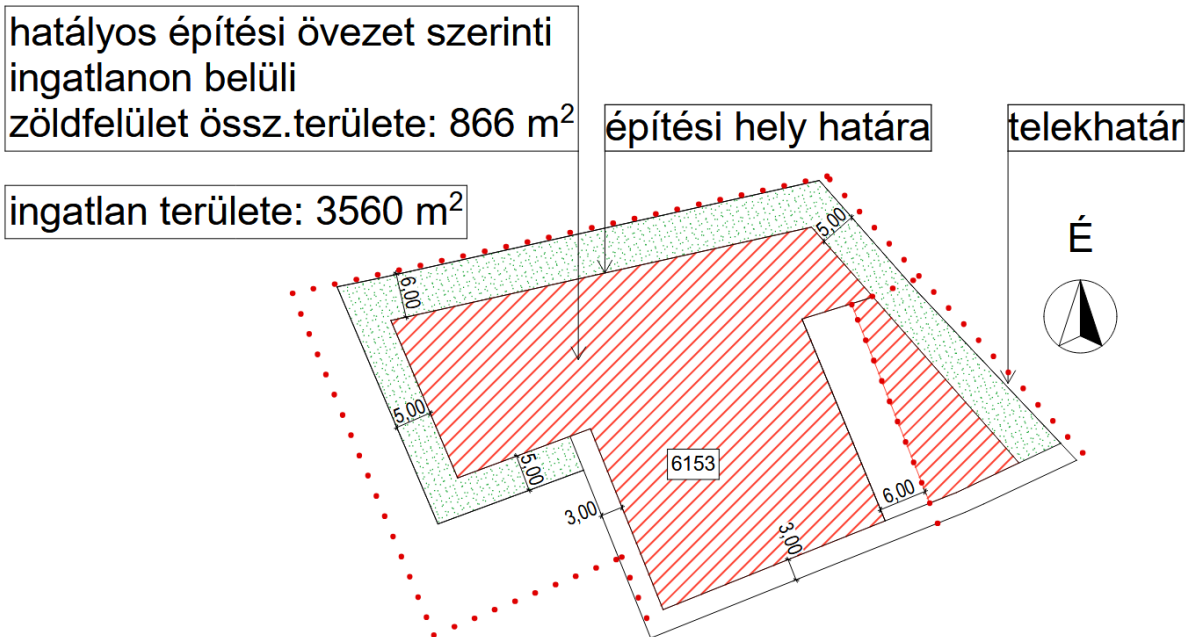 hatályos építési övezet szerinti
ingatlanon belüli
zöldfelület össz.területe: 866 m²
építési hely határa
telekhatár
ingatlan területe: 3560 m²
5,00
É
6,00
5,00
5,00
6153
6,00
3,00
3,00